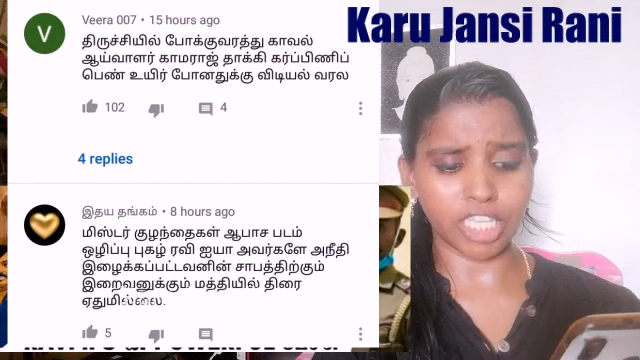 Karu Jansi Rani
Veera 007 • 15 hours ago
திருச்சியில் போக்குவரத்து காவல்
ஆய்வாளர் காமராஜ் தாக்கி கர்ப்பிணிப்
பெண் உயிர் போனதுக்கு விடியல் வரல
102
4
4 replies
இதய தங்கம் • 8 hours ago
மிஸ்டர் குழந்தைகள் ஆபாச படம்
ஒழிப்பு புகழ் ரவி ஐயா அவர்களே அநீதி
இழைக்கப்பட்டவனின் சாபத்திற்கும்
இறைவனுக்கும் மத்தியில் திரை
ஏதுமில்லை.
5